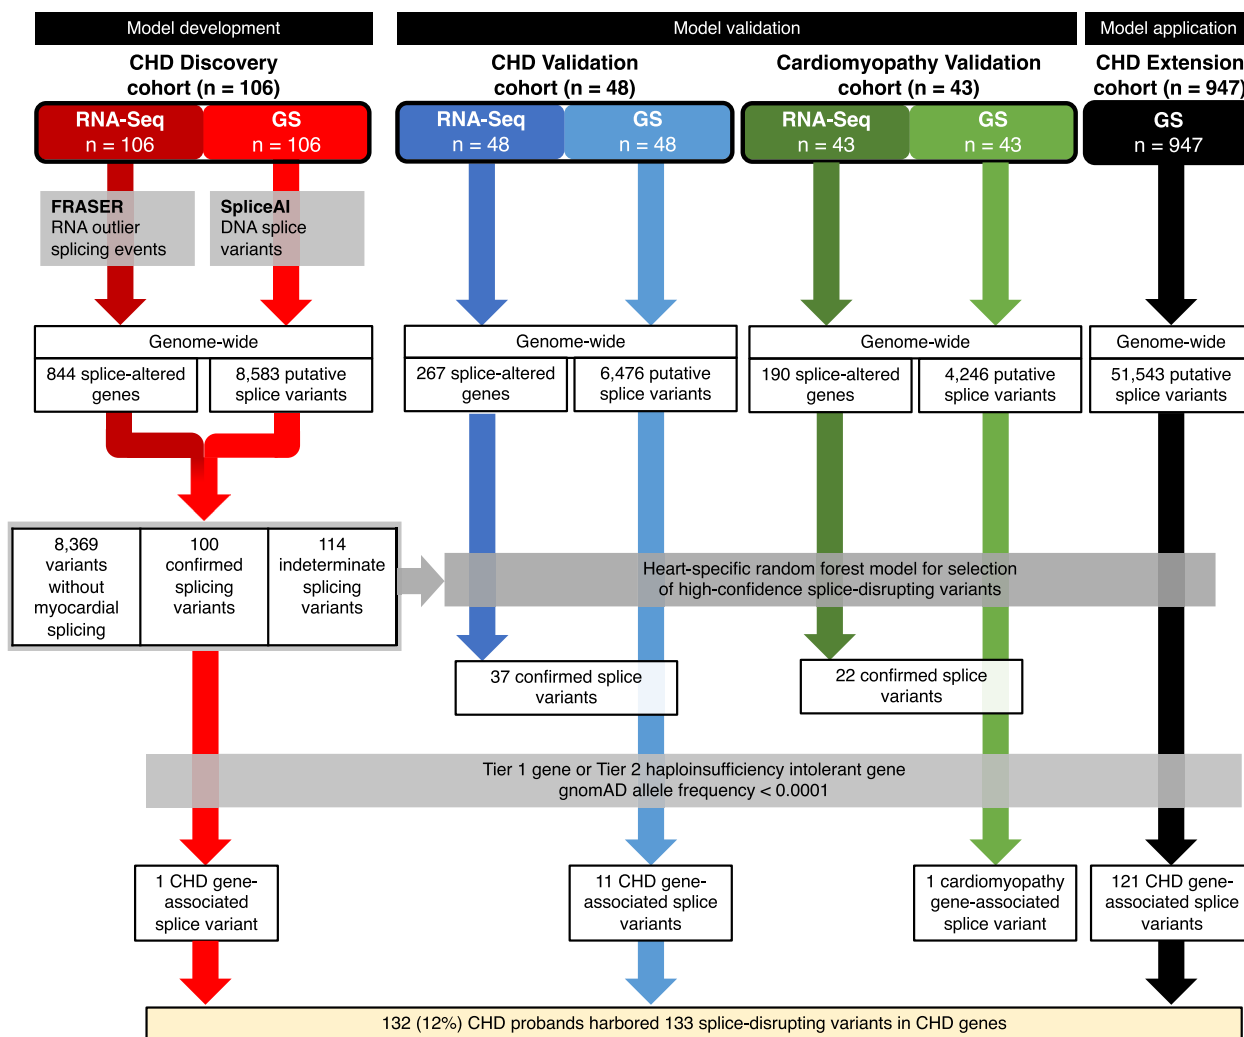 Model development
Model validation
Model application
CHD Discovery
cohort (n = 106)
CHD Validation
cohort (n = 48)
Cardiomyopathy Validation
cohort (n = 43)
CHD Extension
cohort (n = 947)
RNA-Seq
n = 106
GS
n = 106
RNA-Seq
n = 48
GS
n = 48
RNA-Seq
n = 43
GS
n = 43
GS
n = 947
FRASER
RNA outlier
splicing events
SpliceAI
DNA splice
variants
Genome-wide
844 splice-altered
genes
8,583 putative
splice variants
Genome-wide
267 splice-altered
genes
6,476 putative
splice variants
Genome-wide
190 splice-altered
genes
4,246 putative
splice variants
Genome-wide
51,543 putative
splice variants
8,369
variants
without
myocardial
splicing
100
confirmed
splicing
variants
114
indeterminate
splicing
variants
Heart-specific random forest model for selection
of high-confidence splice-disrupting variants
37 confirmed splice
variants
22 confirmed splice
variants
Tier 1 gene or Tier 2 haploinsufficiency intolerant gene
gnomAD allele frequency < 0.0001
1 CHD gene-
associated
splice variant
11 CHD gene-
associated splice
variants
1 cardiomyopathy
gene-associated
splice variant
121 CHD gene-
associated splice
variants
132 (12%) CHD probands harbored 133 splice-disrupting variants in CHD genes